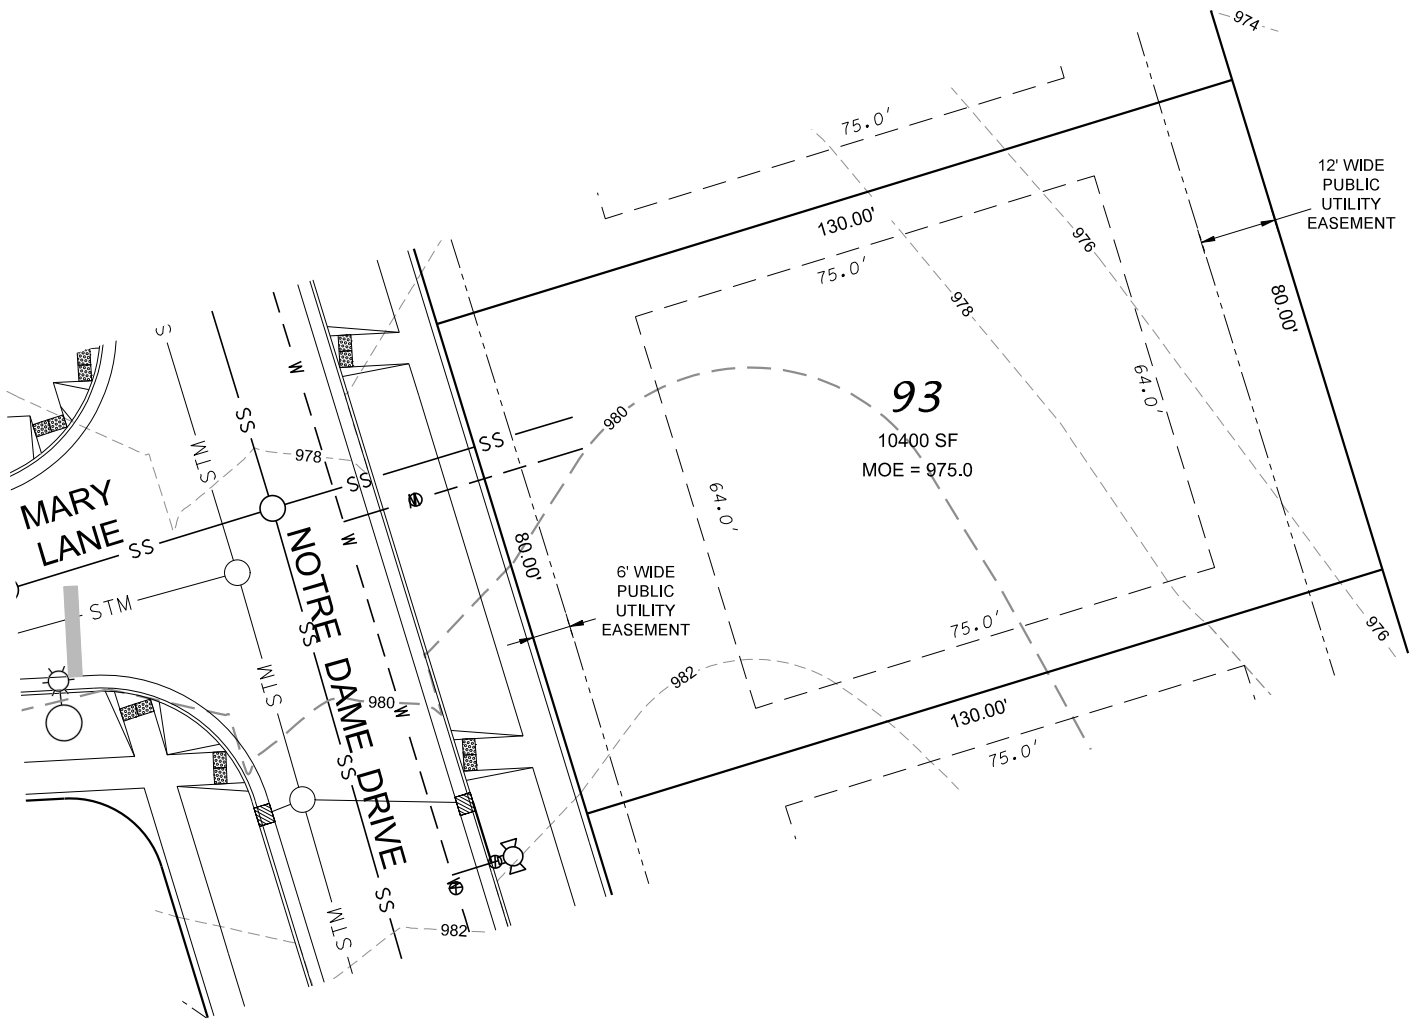 974
75.0'
12' WIDE
PUBLIC
UTILITY
EASEMENT
130.00'
75.0'
976
978
80.00'
S
W
93
64.0'
10400 SF
MOE = 975.0
980
SS
SS
STM
978
SS
W
64.0'
MARY
LANE
SS
NOTRE DAME DRIVE
W
80.00'
6' WIDE
PUBLIC
UTILITY
EASEMENT
STM
SS
75.0'
976
STM
982
980
W
130.00'
75.0'
SS
W
SS
STM
982